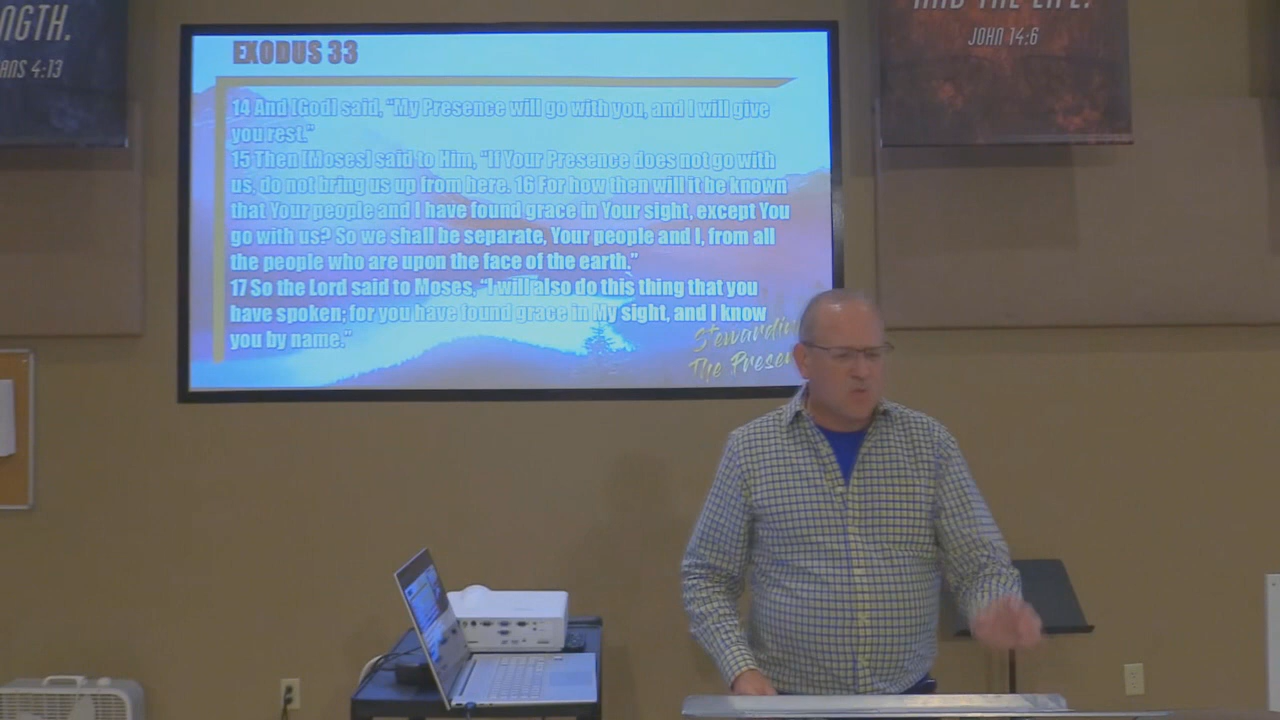 NGTH.
ANS 4:13
AND THE LIFE.
JOHN 14:6
EXODUS 33
14 And [God] said, “My Presence will go with you, and I will give
you rest.”
15 Then [Moses] said to Him, “If Your Presence does not go with
us, do not bring us up from here. 16 For how then will it be known
that Your people and I have found grace in Your sight, except You
go with us? So we shall be separate, Your people and I, from all
the people who are upon the face of the earth.”
17 So the Lord said to Moses, “I will also do this thing that you
have spoken; for you have found grace in My sight, and I know
you by name.”
Stewardin
The Presen